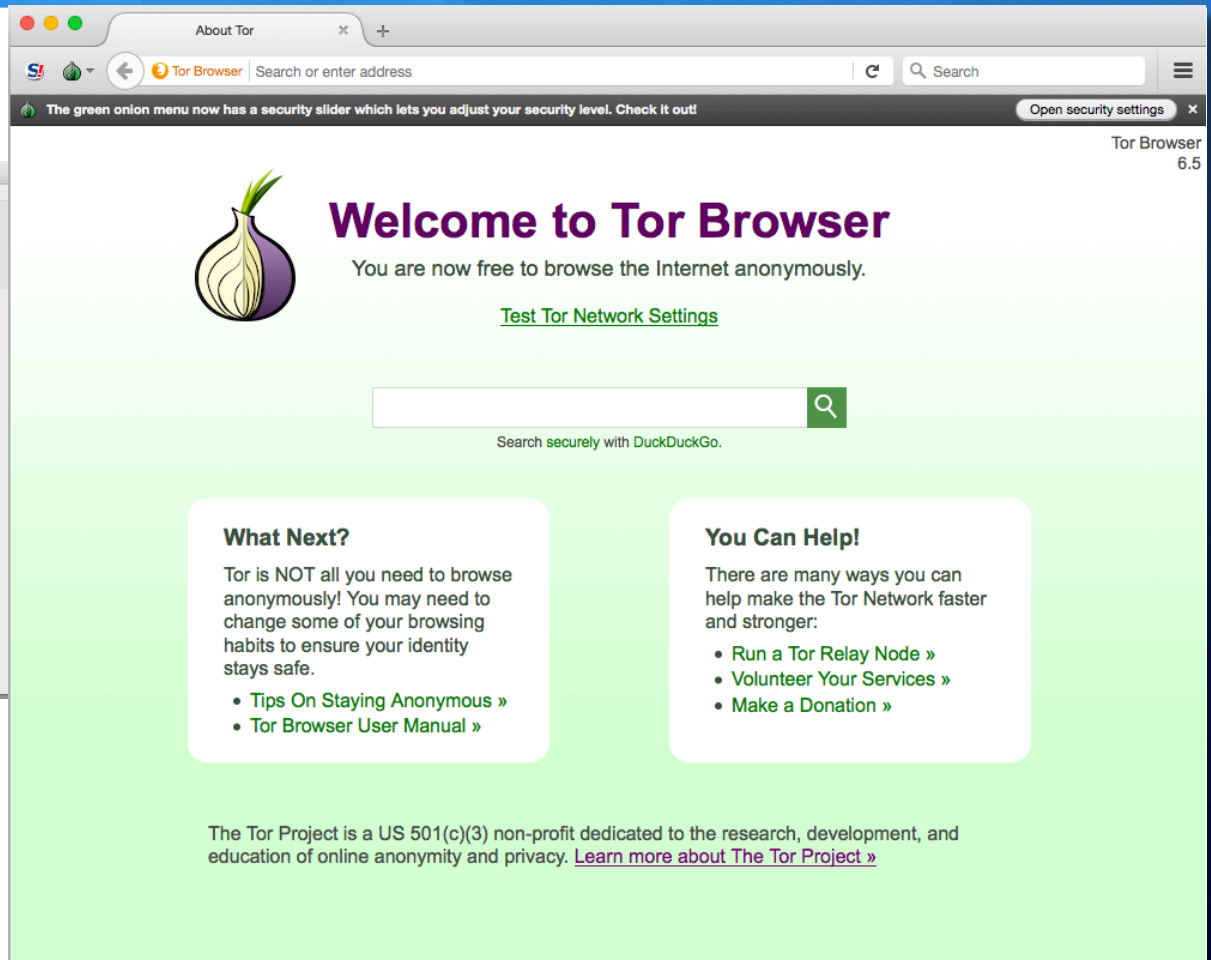 About Tor
S!
Tor Browser Search or enter address
Search
The green onion menu now has a security slider which lets you adjust your security level. Check it out!
Open security settings
Tor Browser
6.5
Welcome to Tor Browser
You are now free to browse the Internet anonymously.
Test Tor Network Settings
Search securely with DuckDuckGo.
What Next?
Tor is NOT all you need to browse
anonymously! You may need to
change some of your browsing
habits to ensure your identity
stays safe.
• Tips On Staying Anonymous »
• Tor Browser User Manual »
You Can Help!
There are many ways you can
help make the Tor Network faster
and stronger:
• Run a Tor Relay Node »
• Volunteer Your Services »
• Make a Donation »
The Tor Project is a US 501(c)(3) non-profit dedicated to the research, development, and
education of online anonymity and privacy. Learn more about The Tor Project »